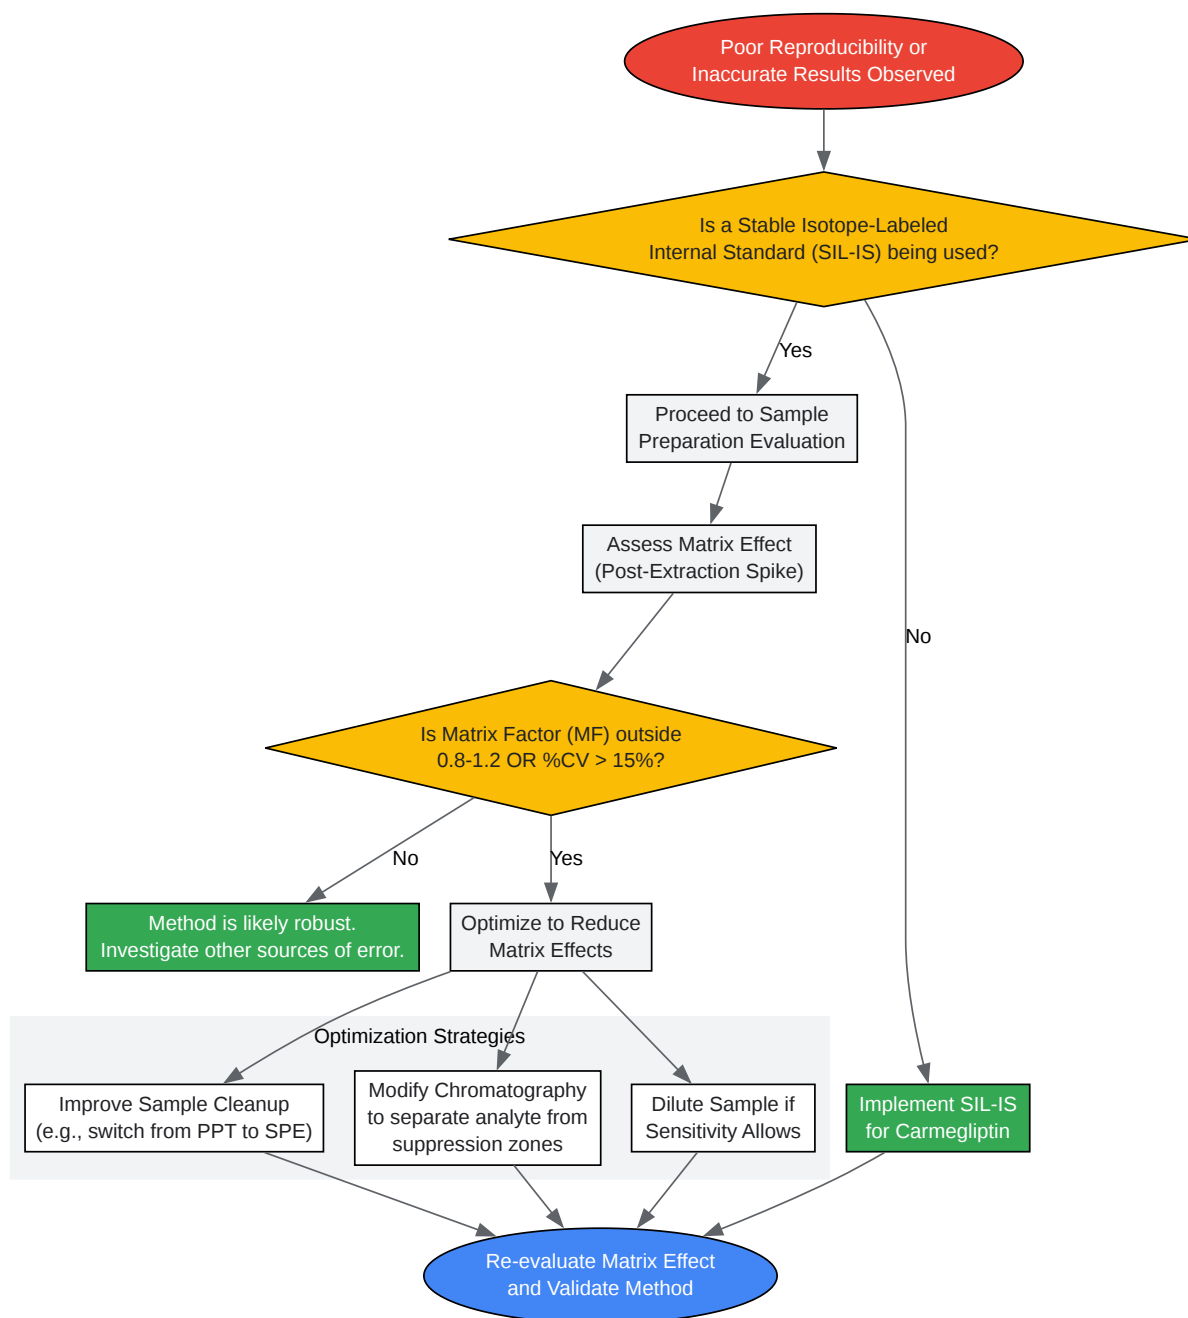 Poor Reproducibility or
Inaccurate Results Observed
Is a Stable Isotope-Labeled
Internal Standard (SIL-IS) being used?
Yes
Proceed to Sample
Preparation Evaluation
Assess Matrix Effect
(Post-Extraction Spike)
No
Is Matrix Factor (MF) outside
0.8-1.2 OR %CV > 15%?
No
Yes
Method is likely robust.
Investigate other sources of error.
Optimize to Reduce
Matrix Effects
Optimization Strategies
Improve Sample Cleanup
(e.g., switch from PPT to SPE)
Modify Chromatography
to separate analyte from
suppression zones
Dilute Sample if
Sensitivity Allows
Implement SIL-IS
for Carmegliptin
Re-evaluate Matrix Effect
and Validate Method